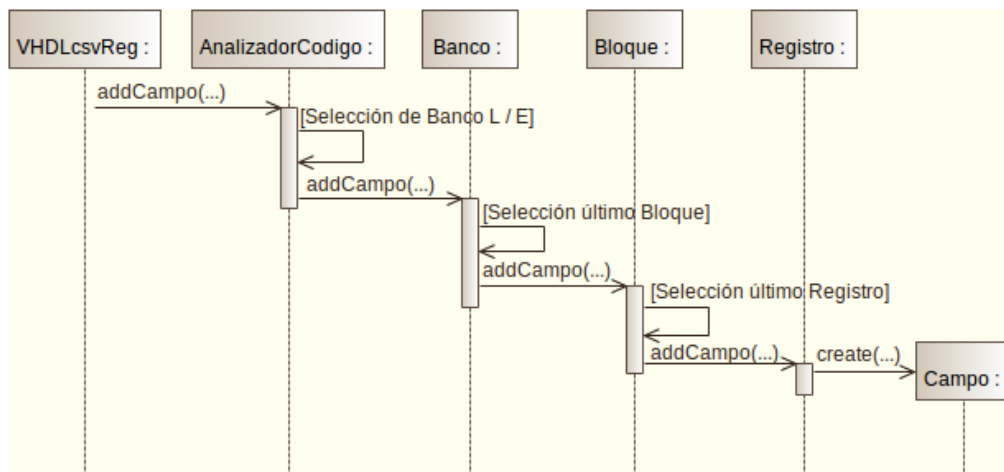 VHDLcsvReg :
AnalizadorCodigo :
Banco :
Bloque :
Registro :
addCampo(...)
[Selección de Banco L / E]
addCampo(...)
[Selección último Bloque]
addCampo(...)
[Selección último Registro]
addCampo(...)
create(...)
Campo :